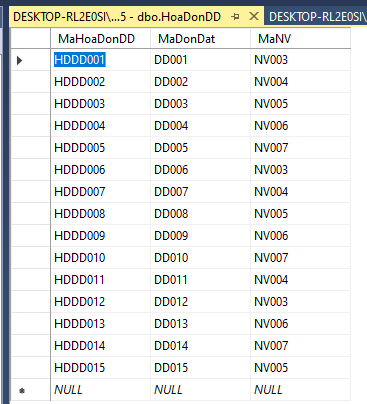 DESKTOP-RL2E0SI\...5 - dbo.HoaDonDD DESKTOP-RL2E0SI\
MaHoaDonDD MaDonDat MaNV
HDDD001 DD001 NV003
HDDD002 DD002 NV004
HDDD003 DD003 NV005
HDDD004 DD004 NV006
HDDD005 DD005 NV007
HDDD006 DD006 NV003
HDDD007 DD007 NV004
HDDD008 DD008 NV005
HDDD009 DD009 NV006
HDDD010 DD010 NV007
HDDD011 DD011 NV004
HDDD012 DD012 NV003
HDDD013 DD013 NV006
HDDD014 DD014 NV007
HDDD015 DD015 NV005
NULL NULL NULL